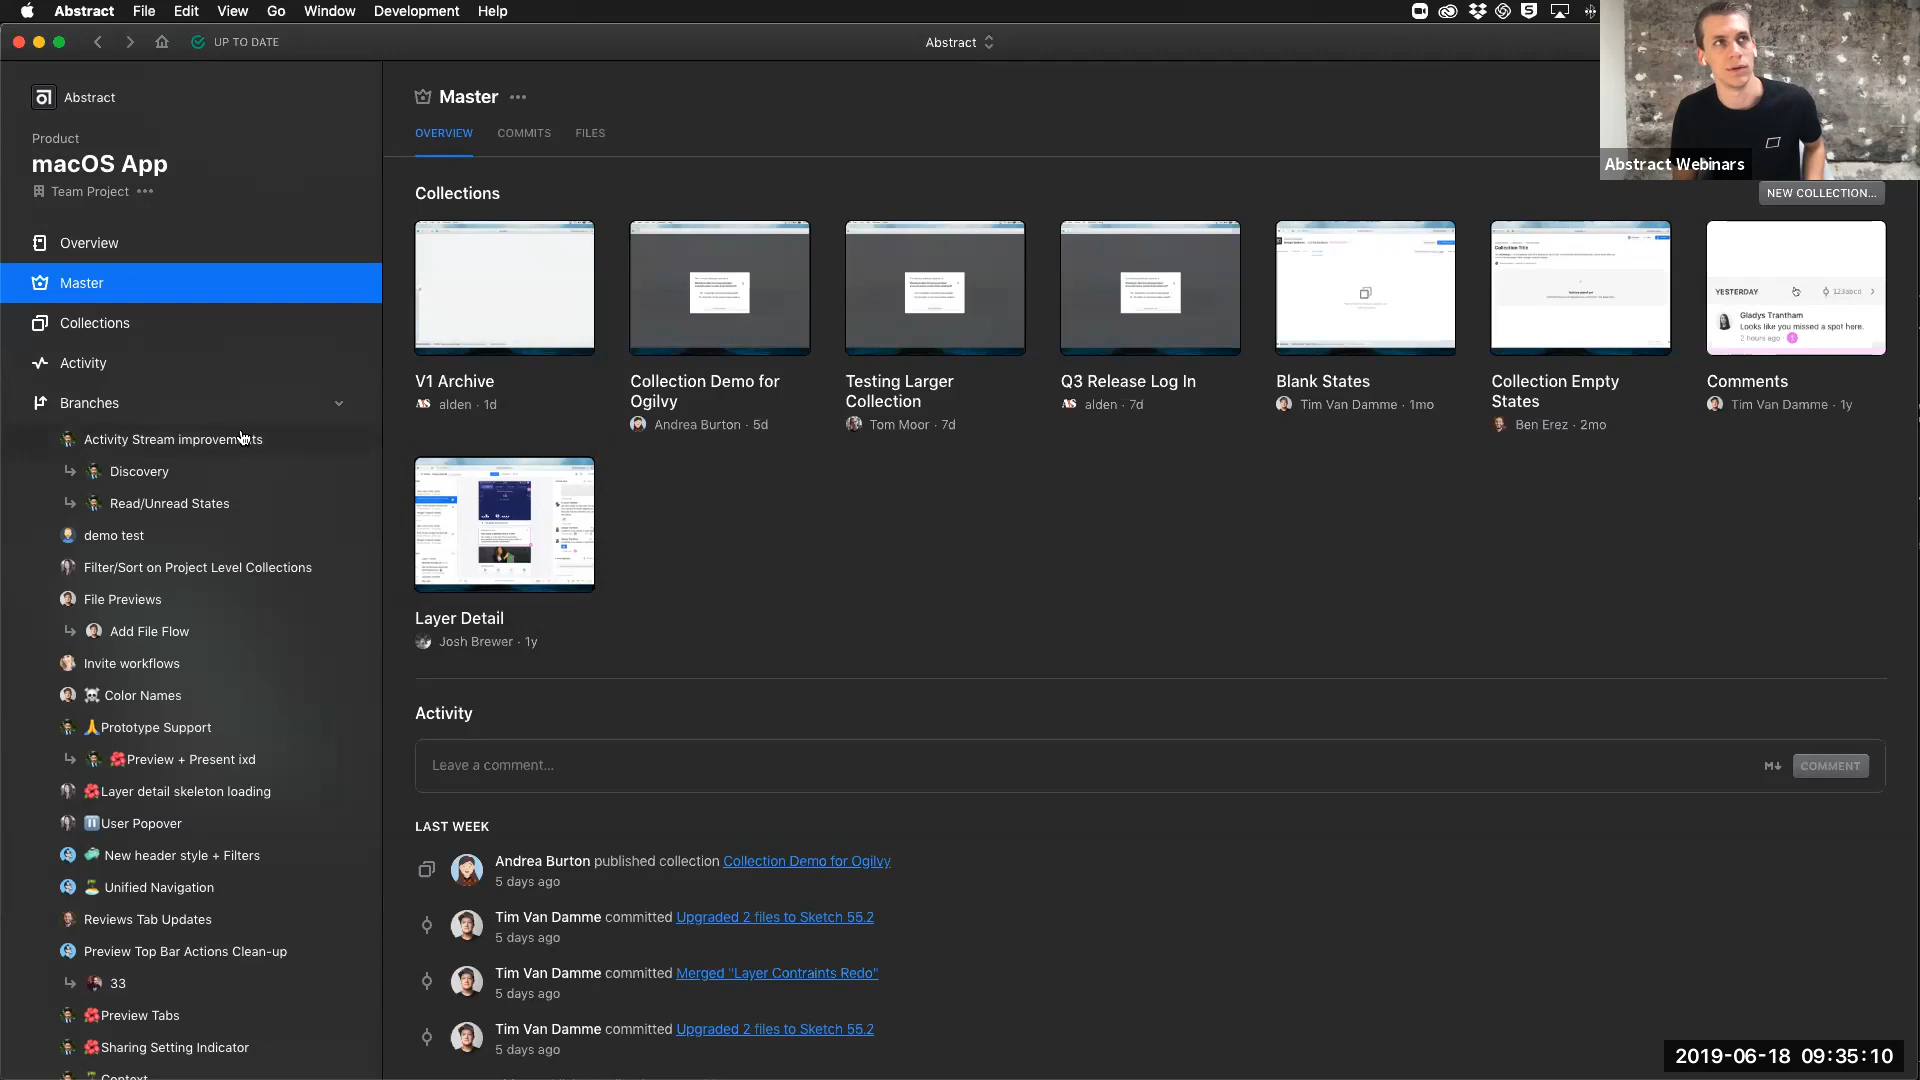 Abstract File Edit View Go Window Development Help
UP TO DATE
Abstract
Abstract
Product
macOS App
Team Project
Overview
Master
Collections
Activity
Branches
Activity Stream improvements
Discovery
Read/Unread States
demo test
Filter/Sort on Project Level Collections
File Previews
Add File Flow
Invite workflows
☠️ Color Names
🙏Prototype Support
🌺Preview + Present ixd
🌺Layer detail skeleton loading
⏸️User Popover
New header style + Filters
🏝️ Unified Navigation
Reviews Tab Updates
Preview Top Bar Actions Clean-up
33
🌺Preview Tabs
🌺Sharing Setting Indicator
Context
Master
OVERVIEW COMMITS FILES
Abstract Webinars
Collections
NEW COLLECTION...
V1 Archive
alden · 1d
Collection Demo for
Ogilvy
Andrea Burton · 5d
Testing Larger
Collection
Tom Moor · 7d
Q3 Release Log In
alden · 7d
Blank States
Tim Van Damme · 1mo
Collection Title
Collection Empty
States
Ben Erez · 2mo
YESTERDAY 123abcd
Gladys Trantham
Looks like you missed a spot here.
2 hours ago
Comments
Tim Van Damme · 1y
Layer Detail
Josh Brewer · 1y
Activity
Leave a comment...
M↓ COMMENT
LAST WEEK
Andrea Burton published collection Collection Demo for Ogilvy
5 days ago
Tim Van Damme committed Upgraded 2 files to Sketch 55.2
5 days ago
Tim Van Damme committed Merged "Layer Contraints Redo"
5 days ago
Tim Van Damme committed Upgraded 2 files to Sketch 55.2
5 days ago
2019-06-18 09:35:10